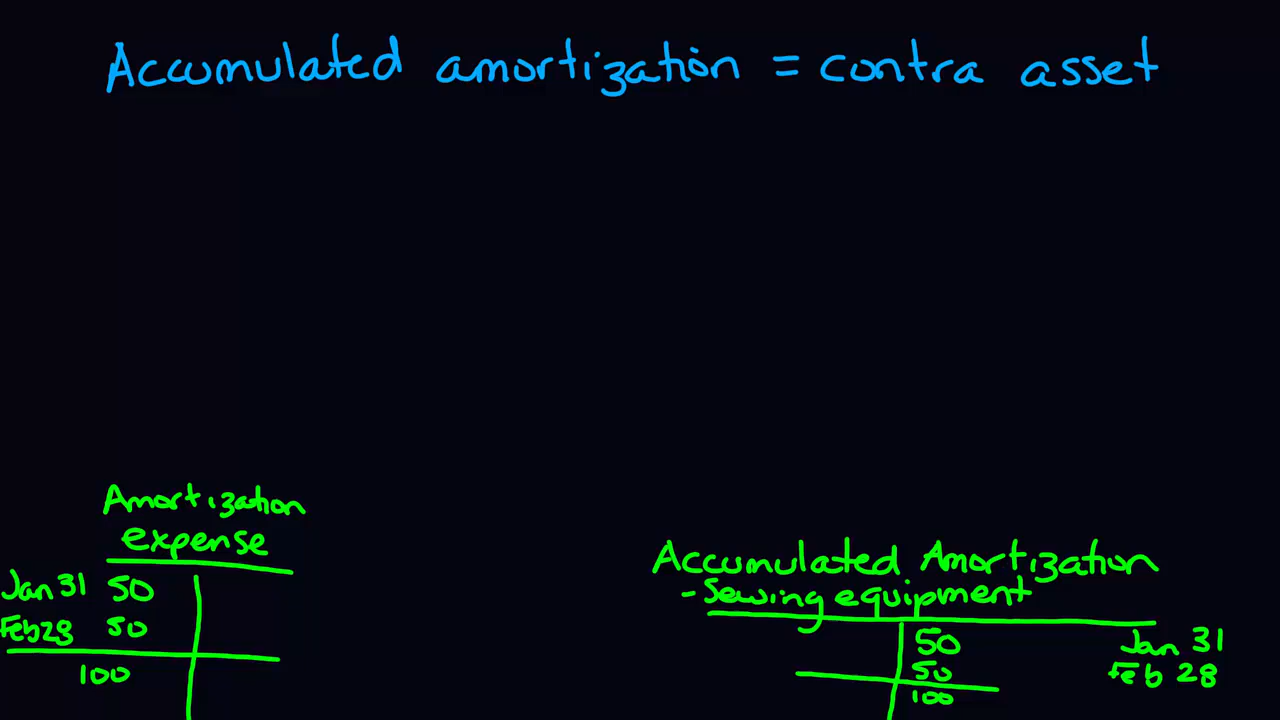 Accumulated amortization = contra asset
Amortization
expense
Jan 31 50
Feb 28 50
100
Accumulated Amortization
- Sewing equipment
50 Jan 31
50 Feb 28
100